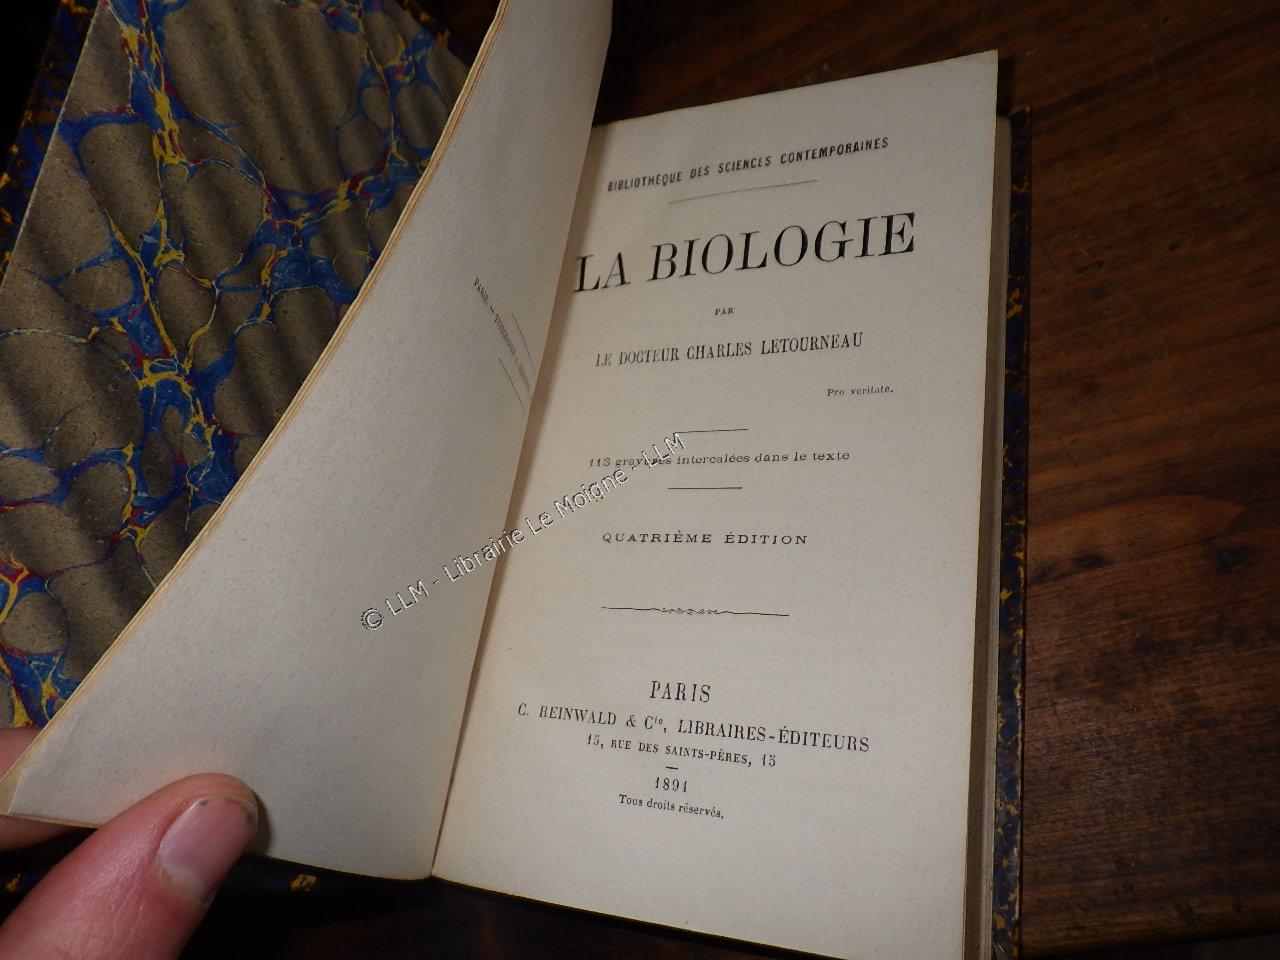 BIBLIOTHÈQUE DES SCIENCES CONTEMPORAINES
LA BIOLOGIE
PAR
LE DOCTEUR CHARLES LETOURNEAU
Pro veritate.
113 gravures intercalées dans le texte
QUATRIÈME ÉDITION
PARIS
C. REINWALD & Cie, LIBRAIRES-ÉDITEURS
15, RUE DES SAINTS-PÈRES, 15
1891
Tous droits réservés.
PARIS. — TYPOGRAPHIE
© LLM - Librairie Le Moigne - LLM